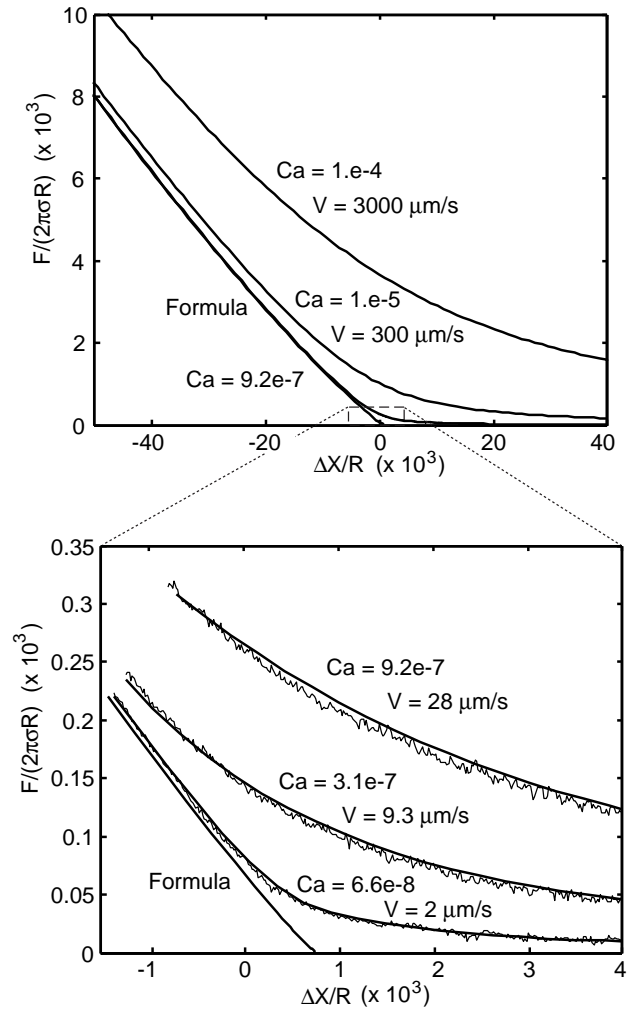 10
8
6
4
2
0
F/(2πσR) (x 10³)
Ca = 1.e-4
V = 3000 μm/s
Ca = 1.e-5
V = 300 μm/s
Formula
Ca = 9.2e-7
-40 -20 0 20 40
ΔX/R (x 10³)
0.35
0.3
0.25
0.2
0.15
0.1
0.05
0
F/(2πσR) (x 10³)
Ca = 9.2e-7
V = 28 μm/s
Ca = 3.1e-7
V = 9.3 μm/s
Formula
Ca = 6.6e-8
V = 2 μm/s
-1 0 1 2 3 4
ΔX/R (x 10³)